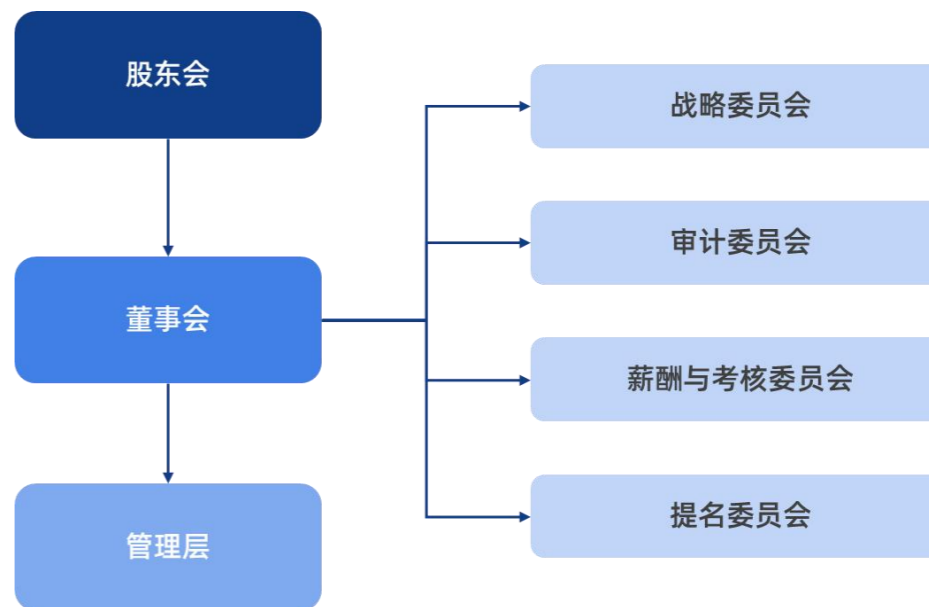 股东会
董事会
管理层
战略委员会
审计委员会
薪酬与考核委员会
提名委员会